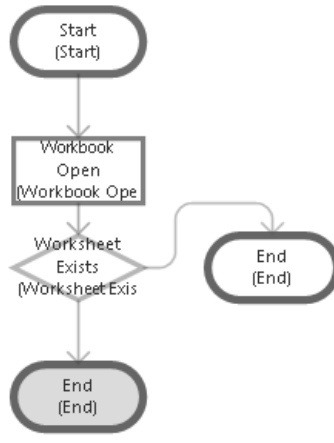 Start
(Start)
Workbook
Open
(Workbook Ope
Worksheet
Exists
(Worksheet Exis
End
(End)
End
(End)